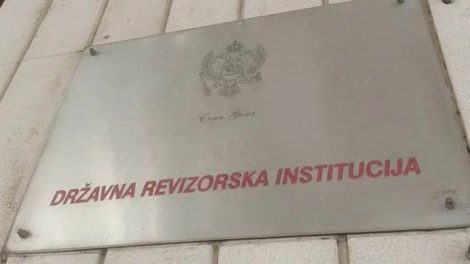 Crna Gora
DRŽAVNA REVIZORSKA INSTITUCIJA